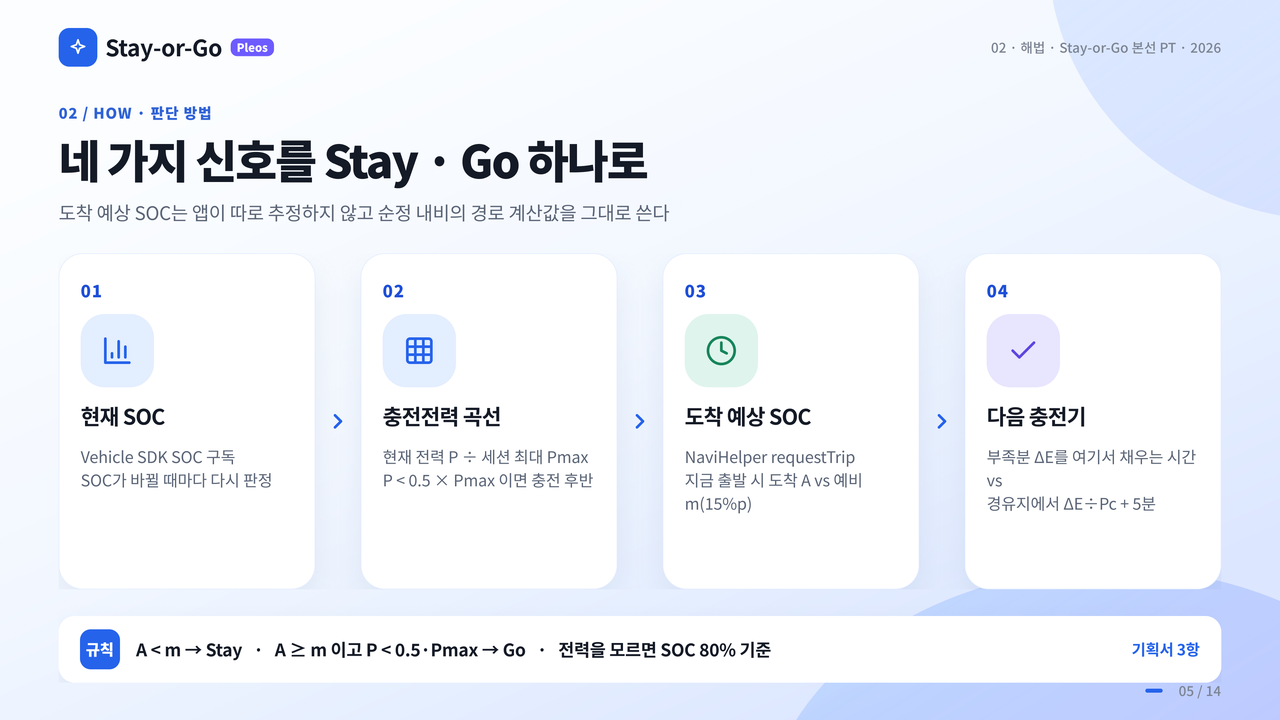 Stay-or-Go Pleos
02 · 해법 · Stay-or-Go 본선 PT · 2026
02 / HOW · 판단 방법
네 가지 신호를 Stay · Go 하나로
도착 예상 SOC는 앱이 따로 추정하지 않고 순정 내비의 경로 계산값을 그대로 쓴다
01
현재 SOC
Vehicle SDK SOC 구독
SOC가 바뀔 때마다 다시 판정
02
충전전력 곡선
현재 전력 P ÷ 세션 최대 Pmax
P < 0.5 × Pmax 이면 충전 후반
03
도착 예상 SOC
NaviHelper requestTrip
지금 출발 시 도착 A vs 예비
m(15%p)
04
다음 충전기
부족분 ΔE를 여기서 채우는 시간
vs
경유지에서 ΔE÷Pc + 5분
규칙
A < m → Stay · A ≥ m 이고 P < 0.5·Pmax → Go · 전력을 모르면 SOC 80% 기준
기획서 3항
05 / 14